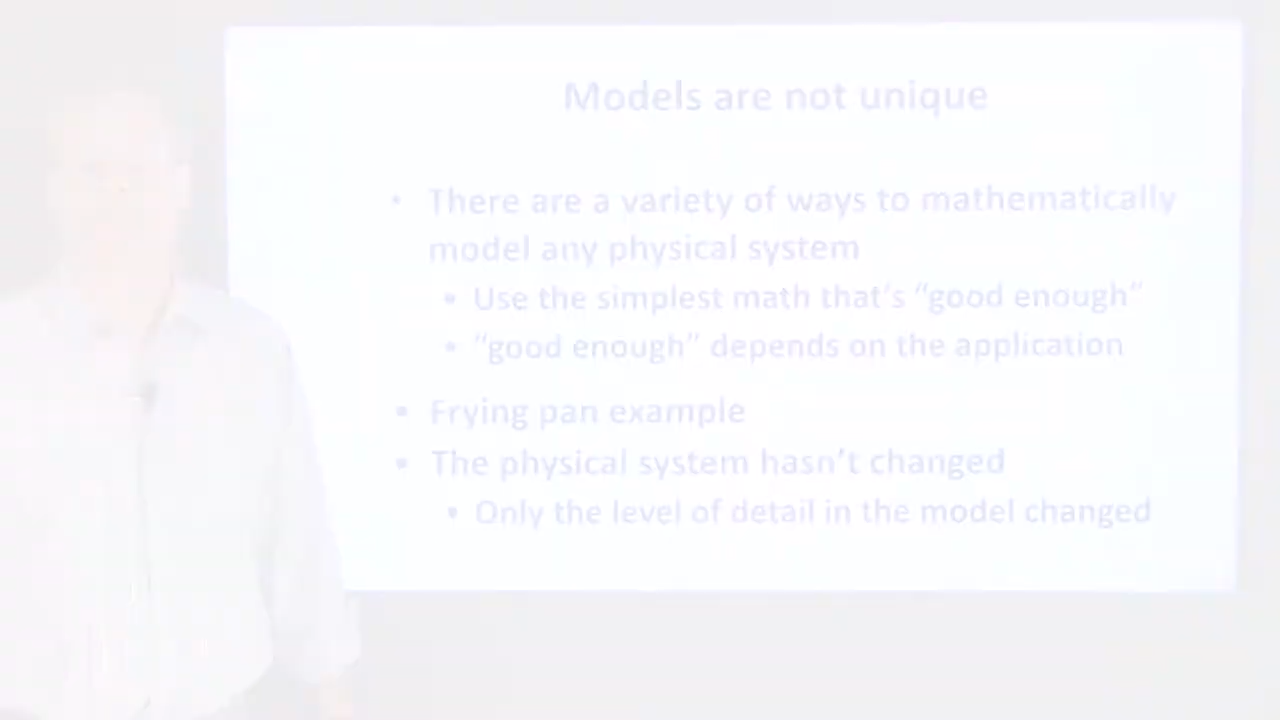 Models are not unique
• There are a variety of ways to mathematically
model any physical system
• Use the simplest math that's “good enough”
• “good enough” depends on the application
• Frying pan example
• The physical system hasn't changed
• Only the level of detail in the model changed